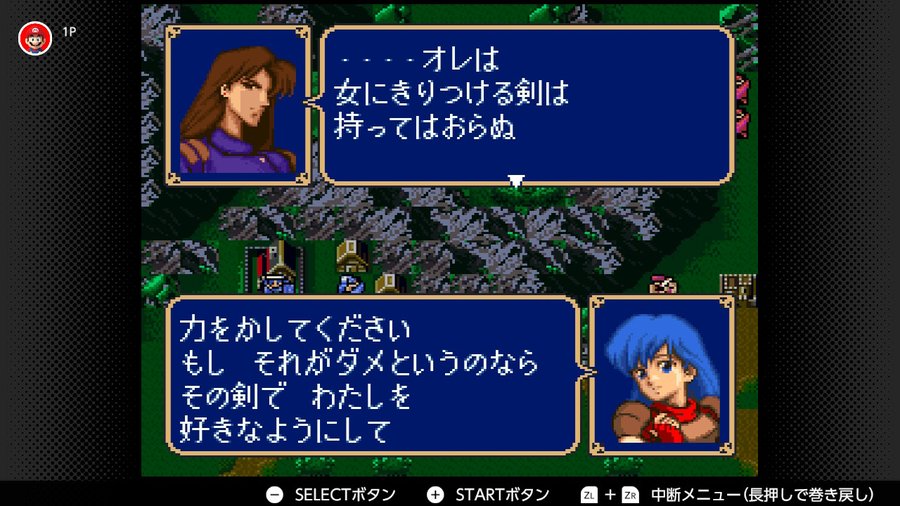 1P
‐‐‐‐オレは
女にきりつける剣は
持ってはおらぬ
力をかしてください
もし　それがダメというのなら
その剣で　わたしを
好きなようにして
− SELECTボタン + STARTボタン ZL + ZR 中断メニュー(長押しで巻き戻し)